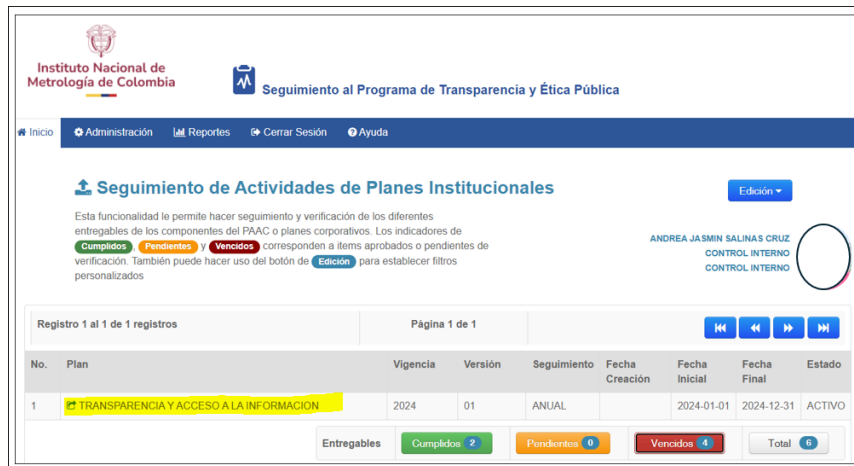 Instituto Nacional de
Metrología de Colombia
Seguimiento al Programa de Transparencia y Ética Pública
Inicio Administración Reportes Cerrar Sesión Ayuda
Seguimiento de Actividades de Planes Institucionales
Edición
Esta funcionalidad le permite hacer seguimiento y verificación de los diferentes
entregables de los componentes del PAAC o planes corporativos. Los indicadores de
Cumplidos, Pendientes y Vencidos corresponden a items aprobados o pendientes de
verificación. También puede hacer uso del botón de Edición para establecer filtros
personalizados
ANDREA JASMIN SALINAS CRUZ
CONTROL INTERNO
CONTROL INTERNO
Registro 1 al 1 de 1 registros Página 1 de 1
No. Plan Vigencia Versión Seguimiento Fecha Creación Fecha Inicial Fecha Final Estado
1 TRANSPARENCIA Y ACCESO A LA INFORMACION 2024 01 ANUAL 2024-01-01 2024-12-31 ACTIVO
Entregables Cumplidos 2 Pendientes 0 Vencidos 4 Total 6